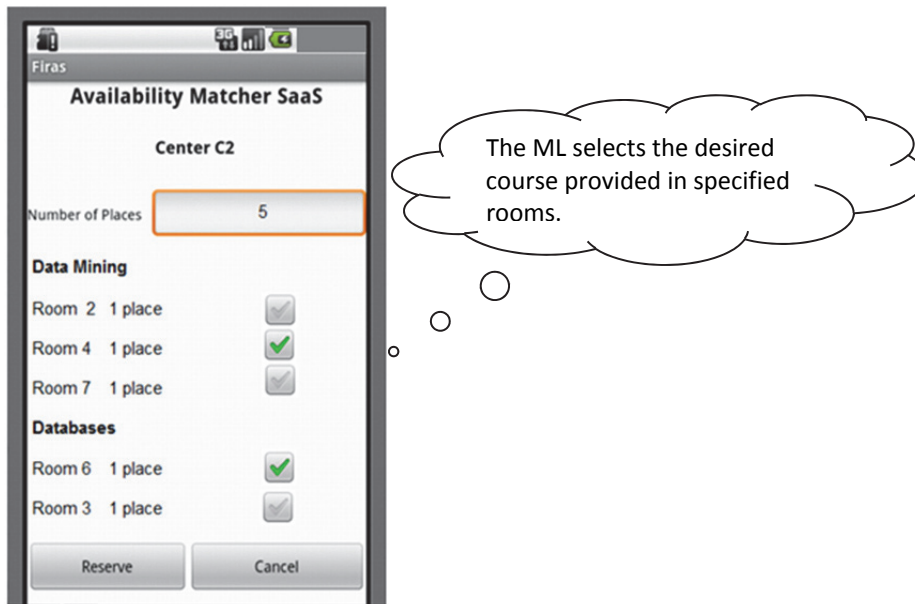 3G
Firas
Availability Matcher SaaS
Center C2
Number of Places 5
Data Mining
Room 2 1 place
Room 4 1 place
Room 7 1 place
Databases
Room 6 1 place
Room 3 1 place
Reserve Cancel
The ML selects the desired
course provided in specified
rooms.